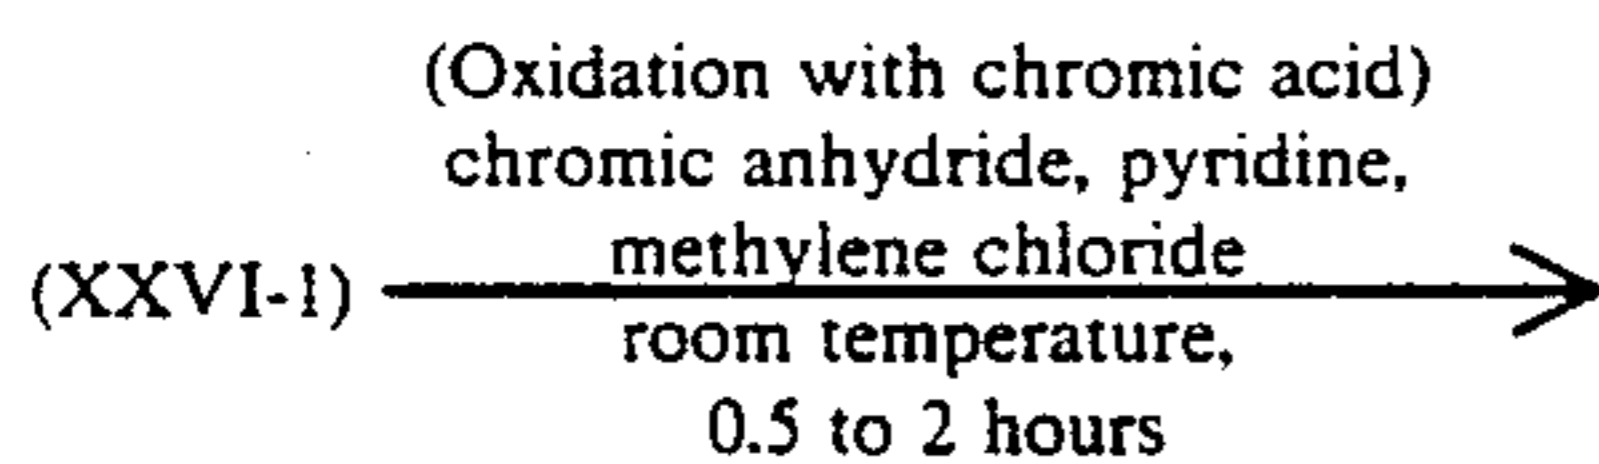 (Oxidation with chromic acid)
chromic anhydride, pyridine,
methylene chloride
(XXVI-1)
room temperature,
0.5 to 2 hours